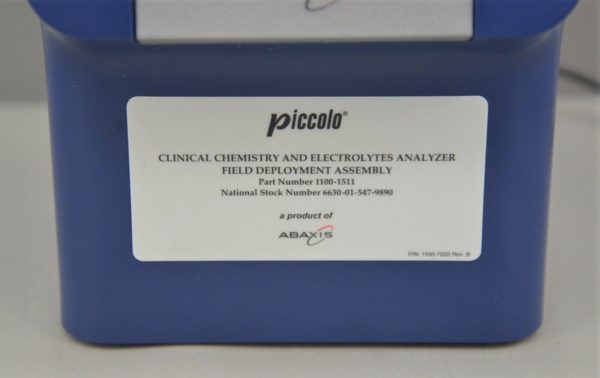 Piccolo®
CLINICAL CHEMISTRY AND ELECTROLYTES ANALYZER
FIELD DEPLOYMENT ASSEMBLY
Part Number 1100-1511
National Stock Number 6630-01-547-9890
a product of
ABAXIS
P/N: 1100-7035 Rev. B